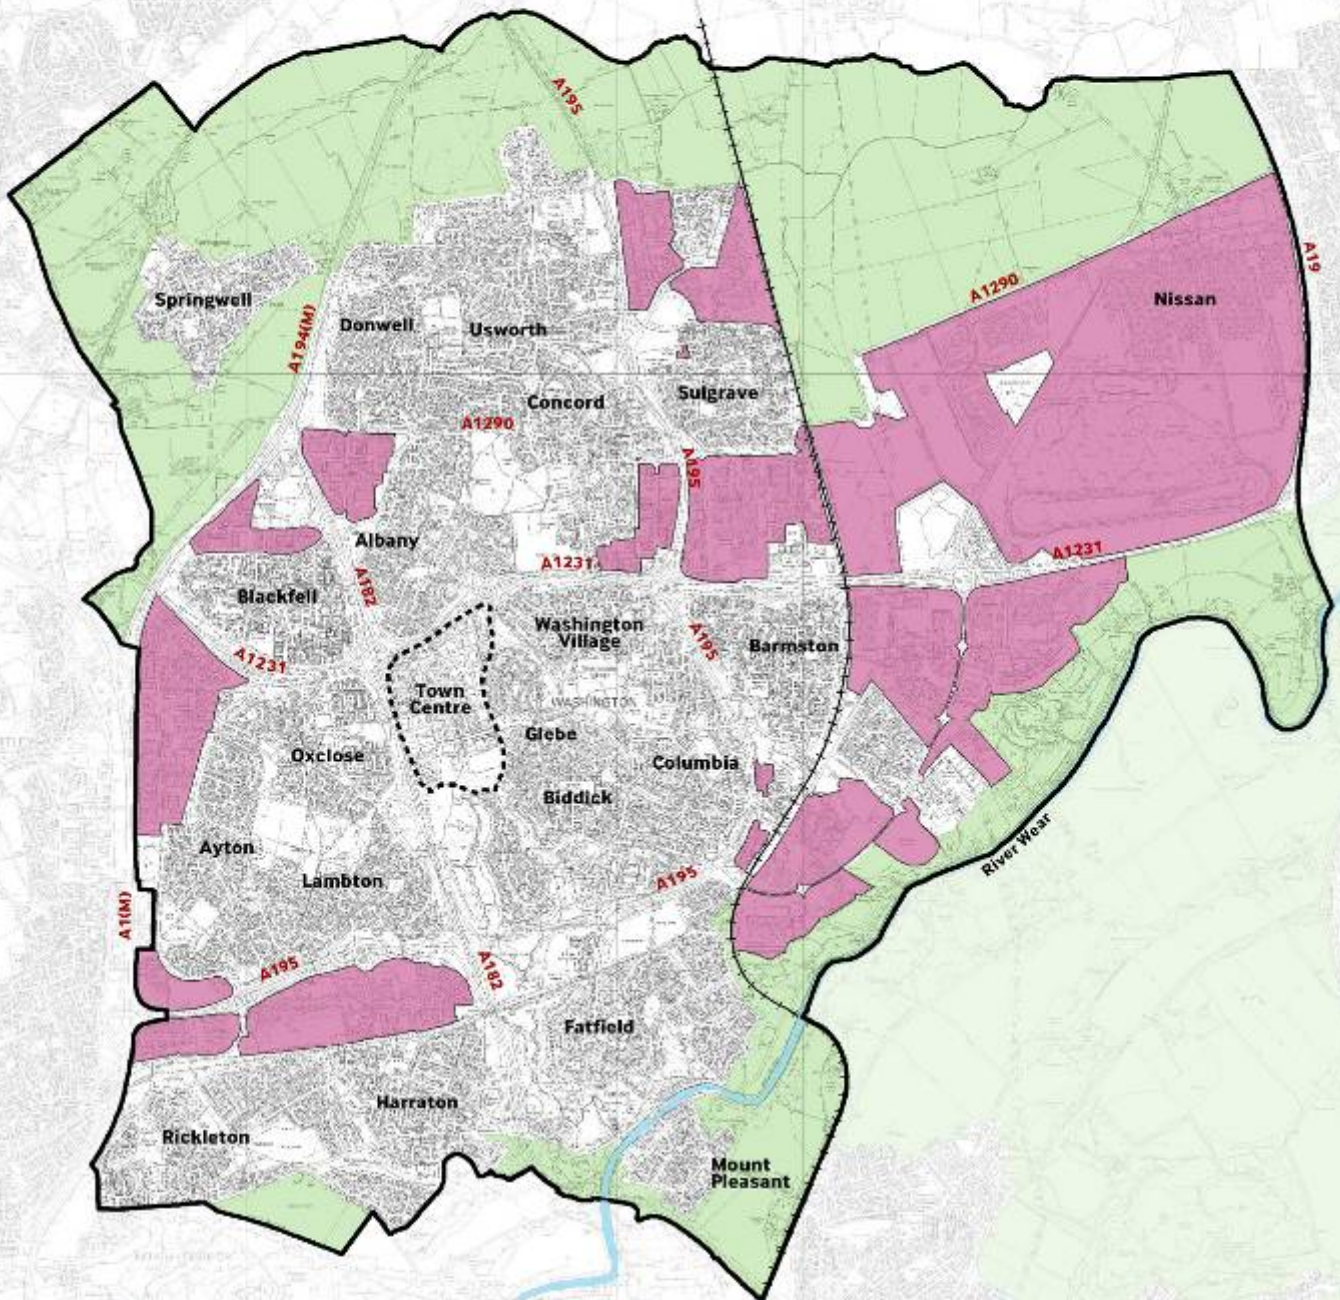 A195
A19
A1290
Nissan
Springwell
A194(M)
Donwell
Usworth
Sulgrave
Concord
A1290
A195
Albany
A1231
A1231
Blackfell
A182
Washington
Village
A195
Barmston
A1231
Town
Centre
WASHINGTON
Glebe
Oxclose
Columbia
Biddick
Ayton
Lambton
A195
River Wear
A1(M)
A195
A182
Fatfield
Harraton
Rickleton
Mount
Pleasant